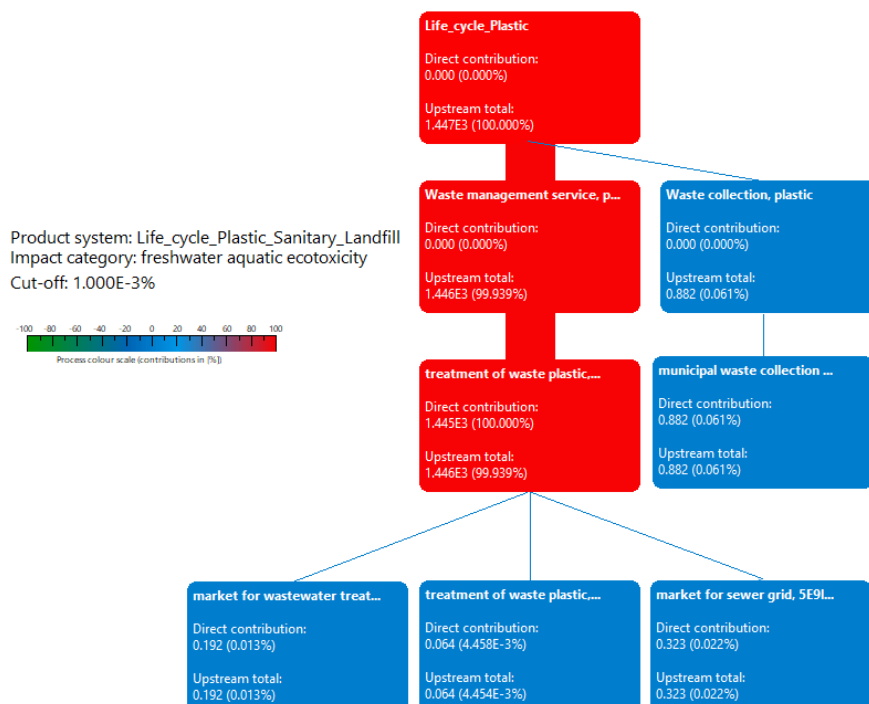 Life_cycle_Plastic
Direct contribution:
0.000 (0.000%)
Upstream total:
1.447E3 (100.000%)
Waste management service, p...
Direct contribution:
0.000 (0.000%)
Upstream total:
1.446E3 (99.939%)
Waste collection, plastic
Direct contribution:
0.000 (0.000%)
Upstream total:
0.882 (0.061%)
Product system: Life_cycle_Plastic_Sanitary_Landfill
Impact category: freshwater aquatic ecotoxicity
Cut-off: 1.000E-3%
-100 -80 -60 -40 -20 0 20 40 60 80 100
Process colour scale (contributions in [%])
treatment of waste plastic,...
Direct contribution:
1.445E3 (100.000%)
Upstream total:
1.446E3 (99.939%)
municipal waste collection ...
Direct contribution:
0.882 (0.061%)
Upstream total:
0.882 (0.061%)
market for wastewater treat...
Direct contribution:
0.192 (0.013%)
Upstream total:
0.192 (0.013%)
treatment of waste plastic,...
Direct contribution:
0.064 (4.458E-3%)
Upstream total:
0.064 (4.454E-3%)
market for sewer grid, 5E9l...
Direct contribution:
0.323 (0.022%)
Upstream total:
0.323 (0.022%)